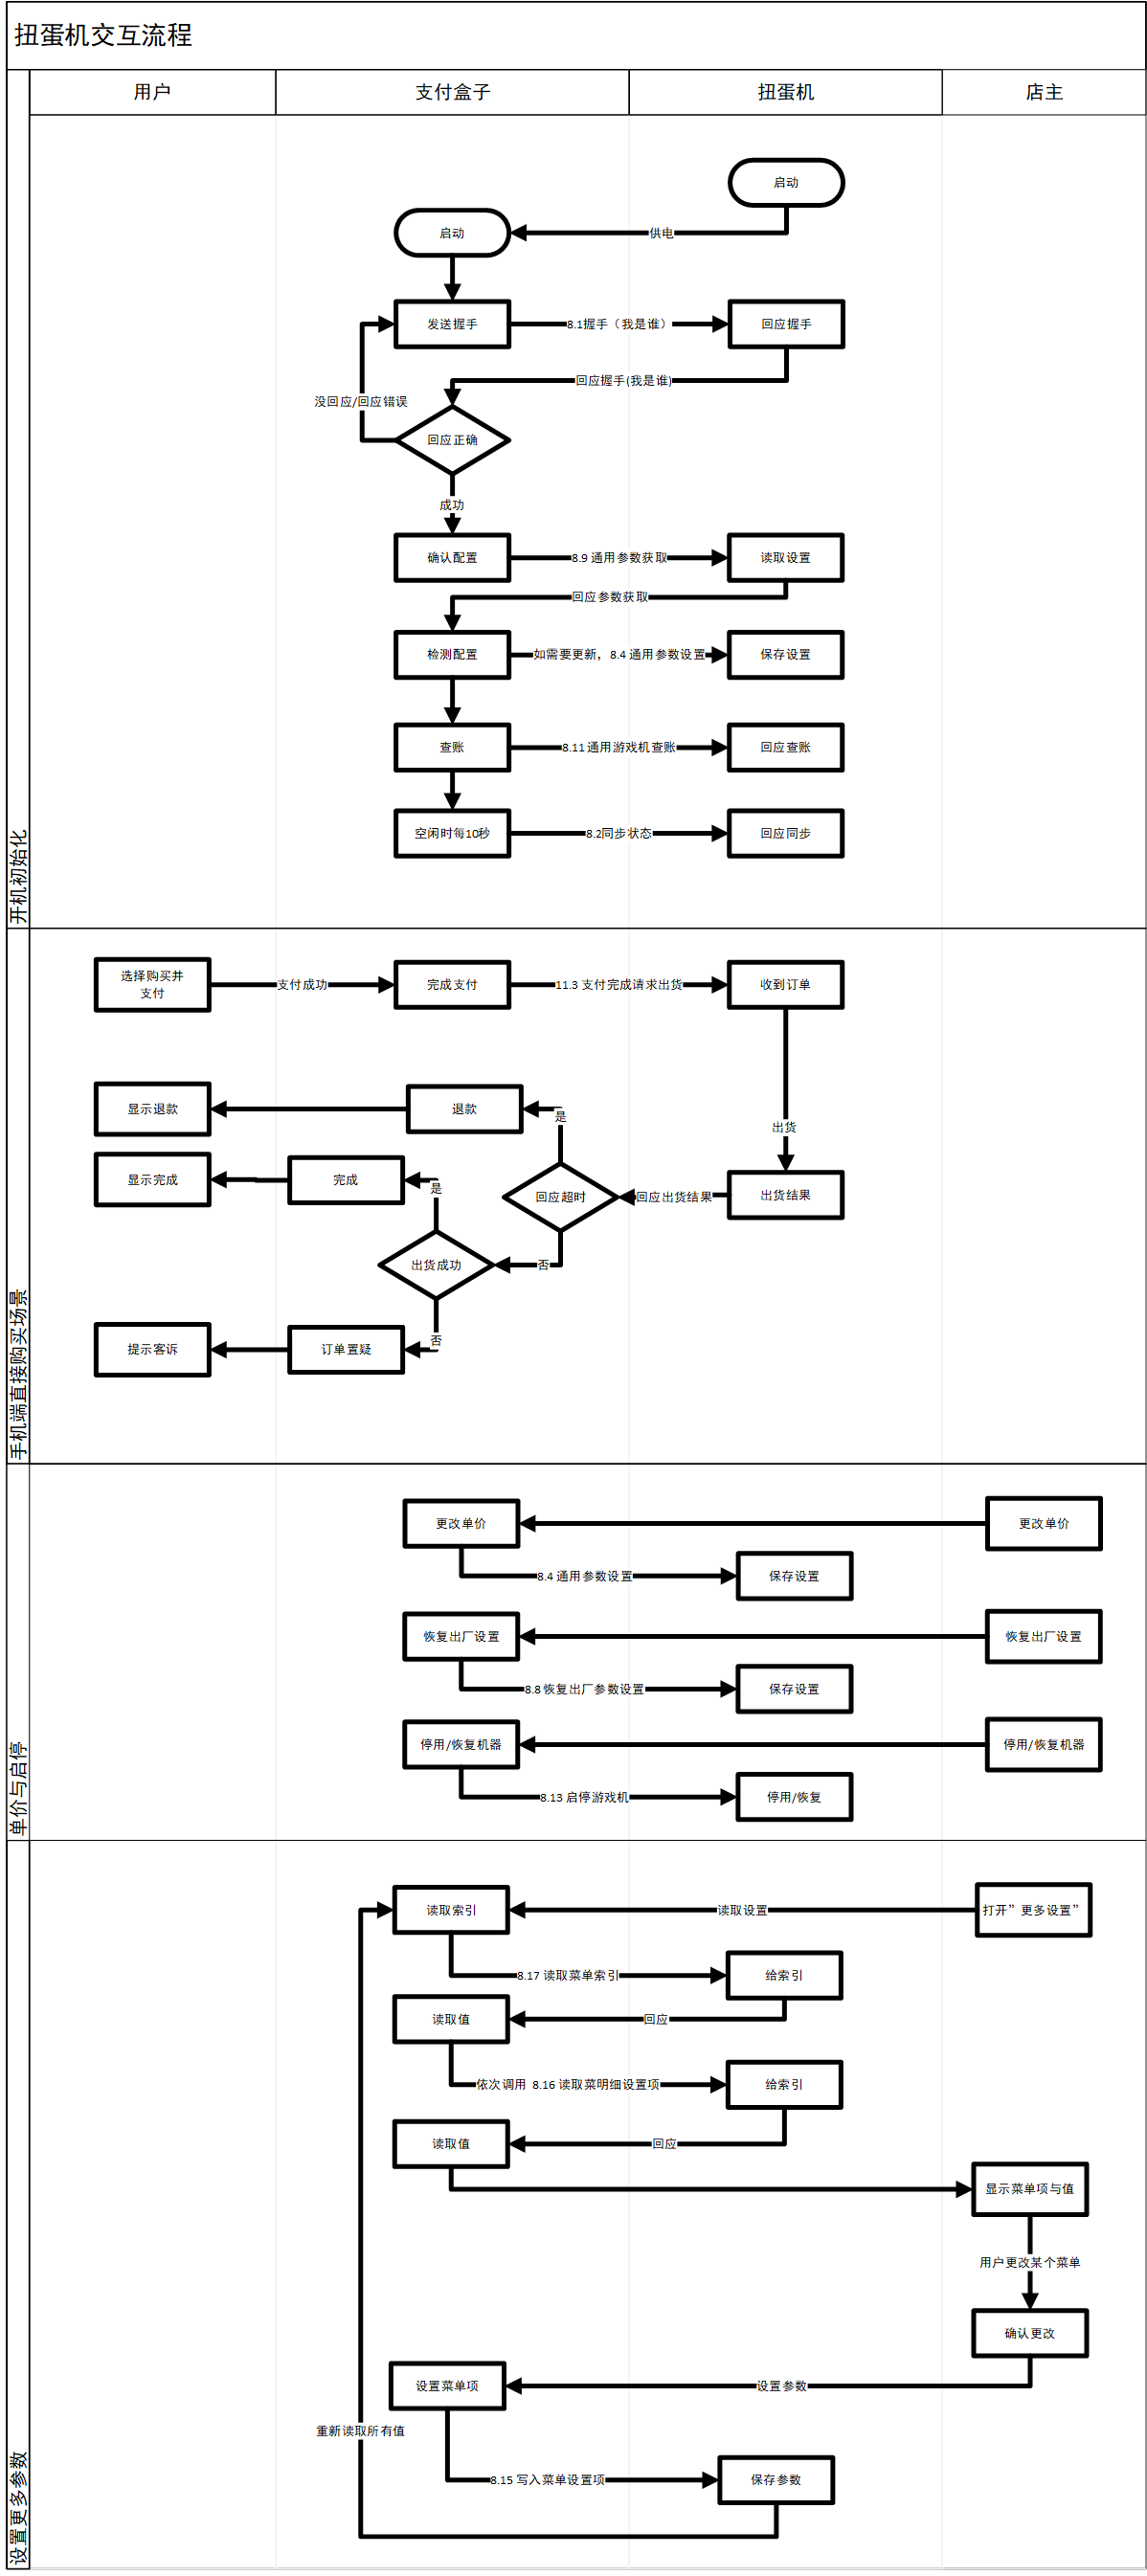 扭蛋机交互流程
用户
支付盒子
扭蛋机
店主
开机初始化
启动
启动
供电
发送握手
8.1握手（我是谁）
回应握手
回应握手(我是谁)
没回应/回应错误
回应正确
成功
确认配置
8.9 通用参数获取
读取设置
回应参数获取
检测配置
如需要更新，8.4 通用参数设置
保存设置
查账
8.11 通用游戏机查账
回应查账
空闲时每10秒
8.2同步状态
回应同步
手机端直接购买场景
选择购买并
支付
支付成功
完成支付
11.3 支付完成请求出货
收到订单
显示退款
退款
是
出货
显示完成
完成
是
回应超时
回应出货结果
出货结果
出货成功
否
提示客诉
订单置疑
否
单价与启停
更改单价
更改单价
8.4 通用参数设置
保存设置
恢复出厂设置
恢复出厂设置
8.8 恢复出厂参数设置
保存设置
停用/恢复机器
停用/恢复机器
8.13 启停游戏机
停用/恢复
设置更多参数
读取索引
读取设置
打开”更多设置”
8.17 读取菜单索引
给索引
读取值
回应
依次调用 8.16 读取菜明细设置项
给索引
读取值
回应
显示菜单项与值
用户更改某个菜单
确认更改
设置菜单项
设置参数
重新读取所有值
8.15 写入菜单设置项
保存参数